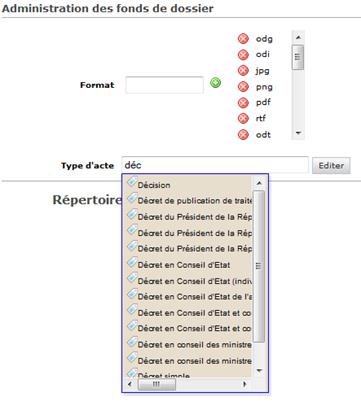 Administration des fonds de dossier
odg
odi
jpg
Format
png
pdf
rtf
odt
Type d'acte
déc
Editer
Répertoire
Décision
Décret de publication de traité
Décret du Président de la Rép
Décret du Président de la Rép
Décret du Président de la Rép
Décret en Conseil d'Etat
Décret en Conseil d'Etat (indiv
Décret en Conseil d'Etat de l'a
Décret en Conseil d'Etat et co
Décret en Conseil d'Etat et co
Décret en conseil des ministre
Décret en conseil des ministre
Décret simple